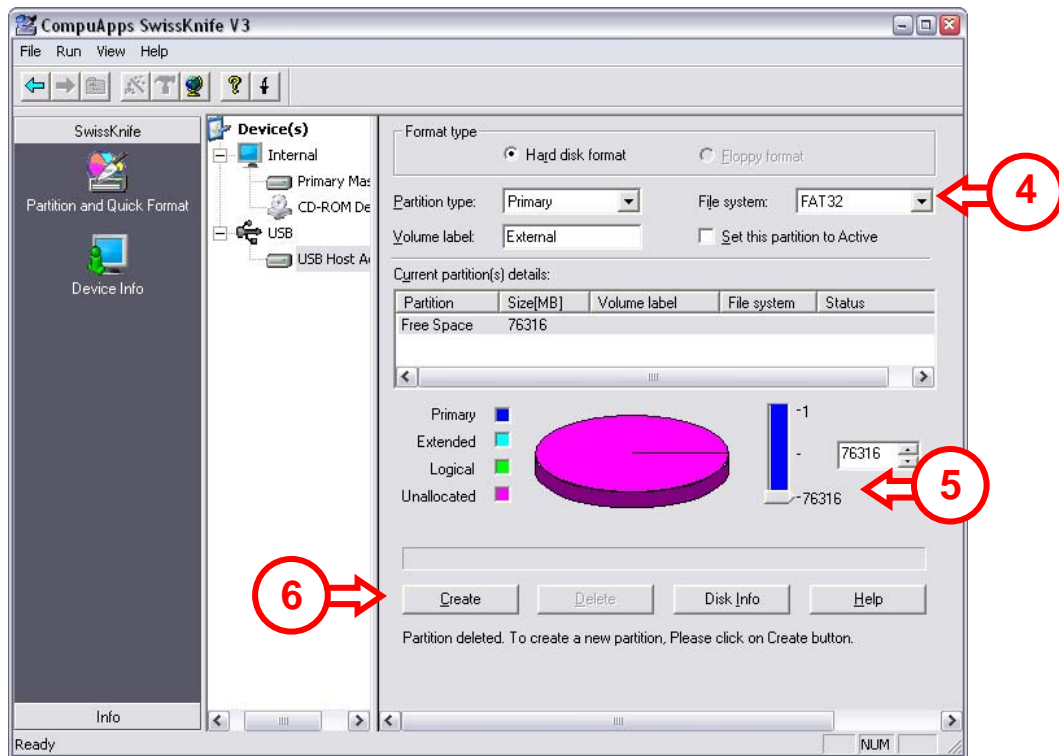 CompuApps SwissKnife V3
File Run View Help
SwissKnife
Partition and Quick Format
Device Info
Info
Device(s)
Internal
Primary Mas
CD-ROM De
USB
USB Host A
Format type
Hard disk format Floppy format
Partition type: Primary File system: FAT32
4
Volume label: External Set this partition to Active
Current partition(s) details:
Partition Size[MB] Volume label File system Status
Free Space 76316
Primary
Extended
Logical
Unallocated
-1
-
-76316
76316
5
6
Create Delete Disk Info Help
Partition deleted. To create a new partition, Please click on Create button.
Ready NUM